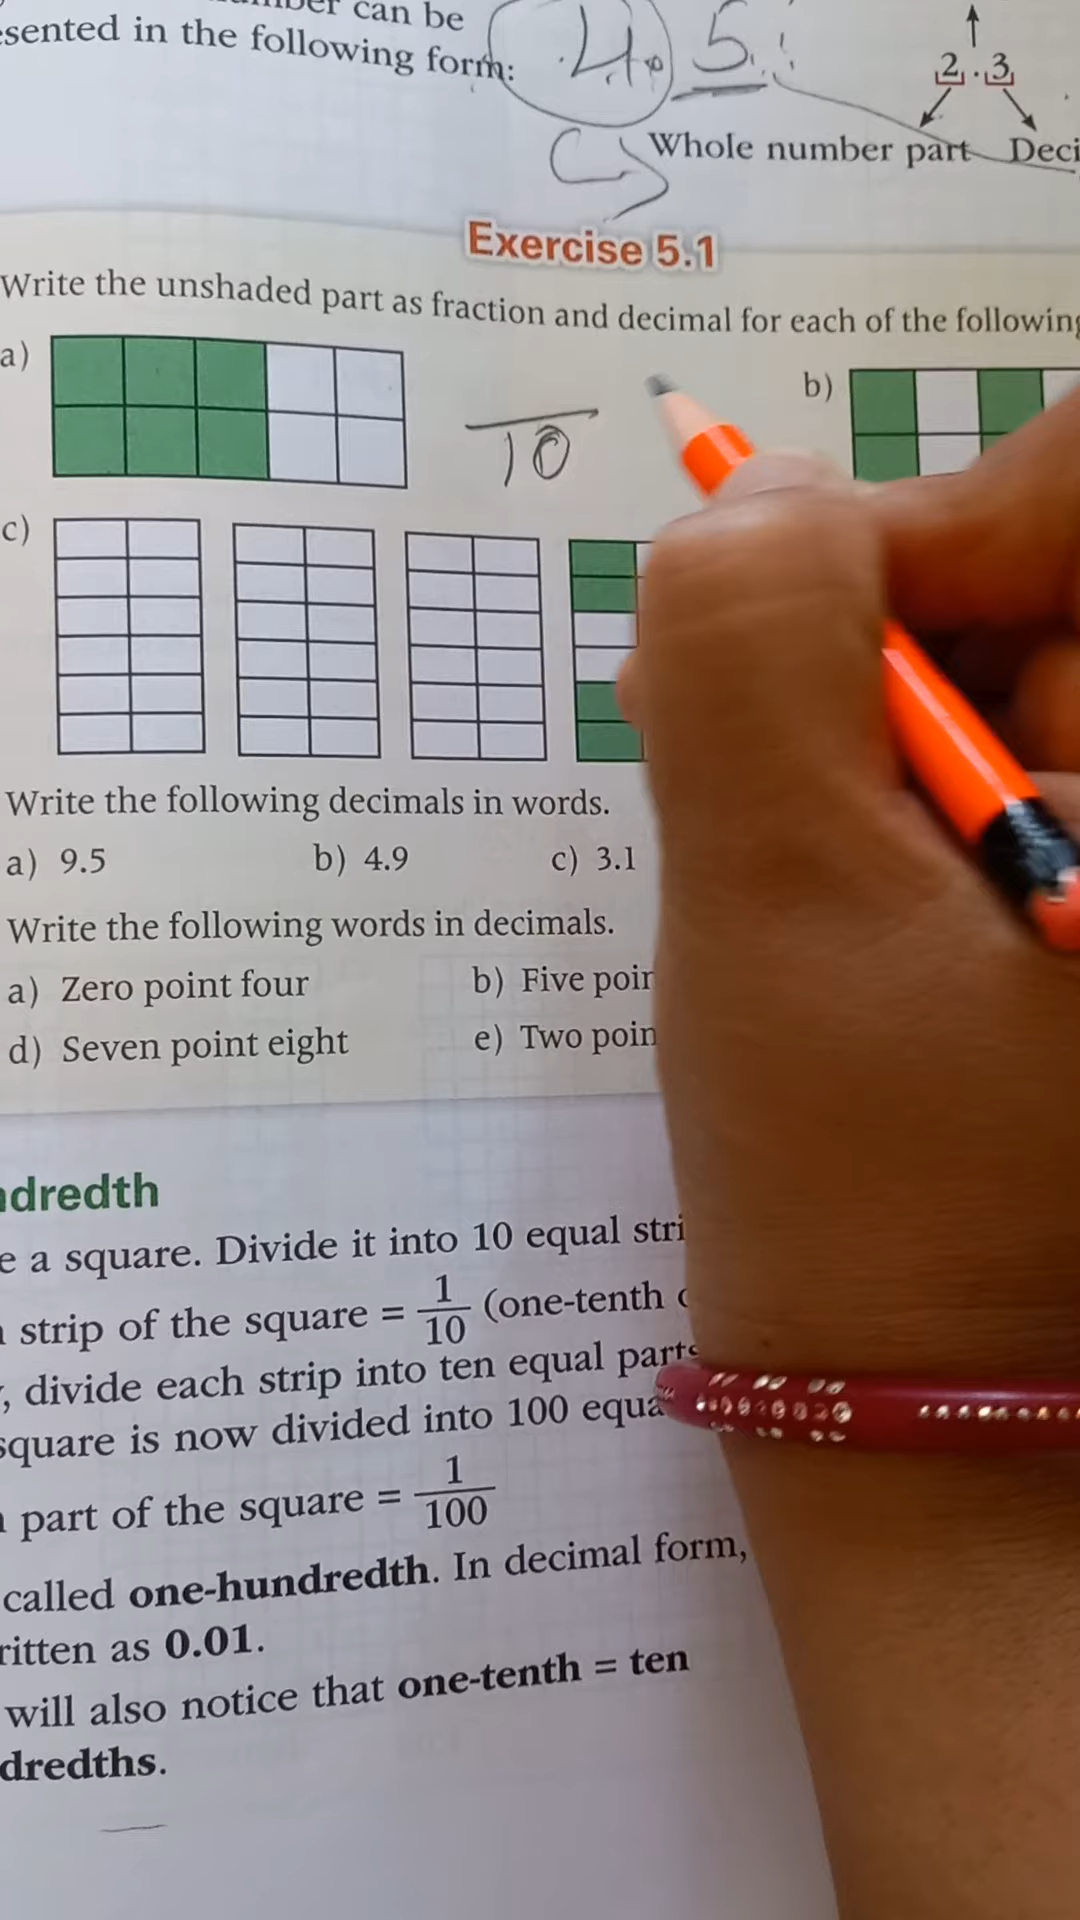 can be
sented in the following form:
4.5
2.3
Whole number part
Exercise 5.1
Write the unshaded part as fraction and decimal for each of the following
a)
b)
10
c)
Write the following decimals in words.
a) 9.5 b) 4.9 c) 3.1
Write the following words in decimals.
a) Zero point four b) Five
d) Seven point eight e) Two
dredth
e a square. Divide it into 10 equal
strip of the square = 1/10 (one-tenth
, divide each strip into ten equal parts
square is now divided into 100
part of the square = 1/100
called one-hundredth. In decimal form,
ritten as 0.01.
will also notice that one-tenth = ten
dredths.